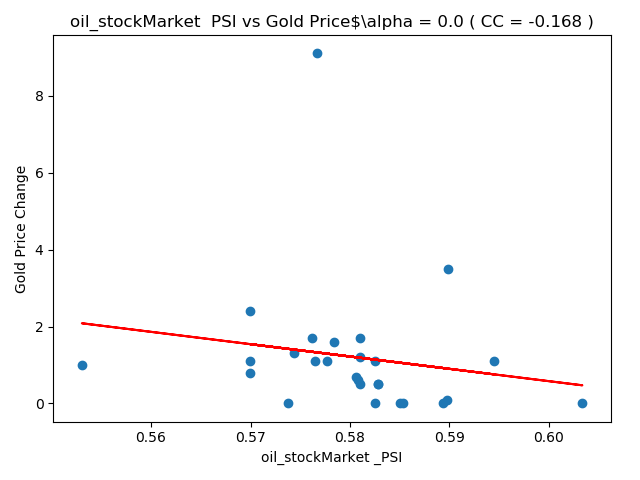 oil_stockMarket  PSI vs Gold Price$\alpha = 0.0 ( CC = -0.168 )
8
6
4
2
0
Gold Price Change
0.56 0.57 0.58 0.59 0.60
oil_stockMarket _PSI